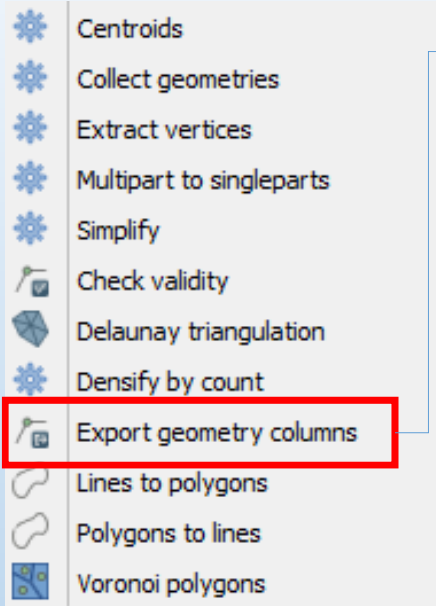 Centroids
Collect geometries
Extract vertices
Multipart to singleparts
Simplify
Check validity
Delaunay triangulation
Densify by count
Export geometry columns
Lines to polygons
Polygons to lines
Voronoi polygons